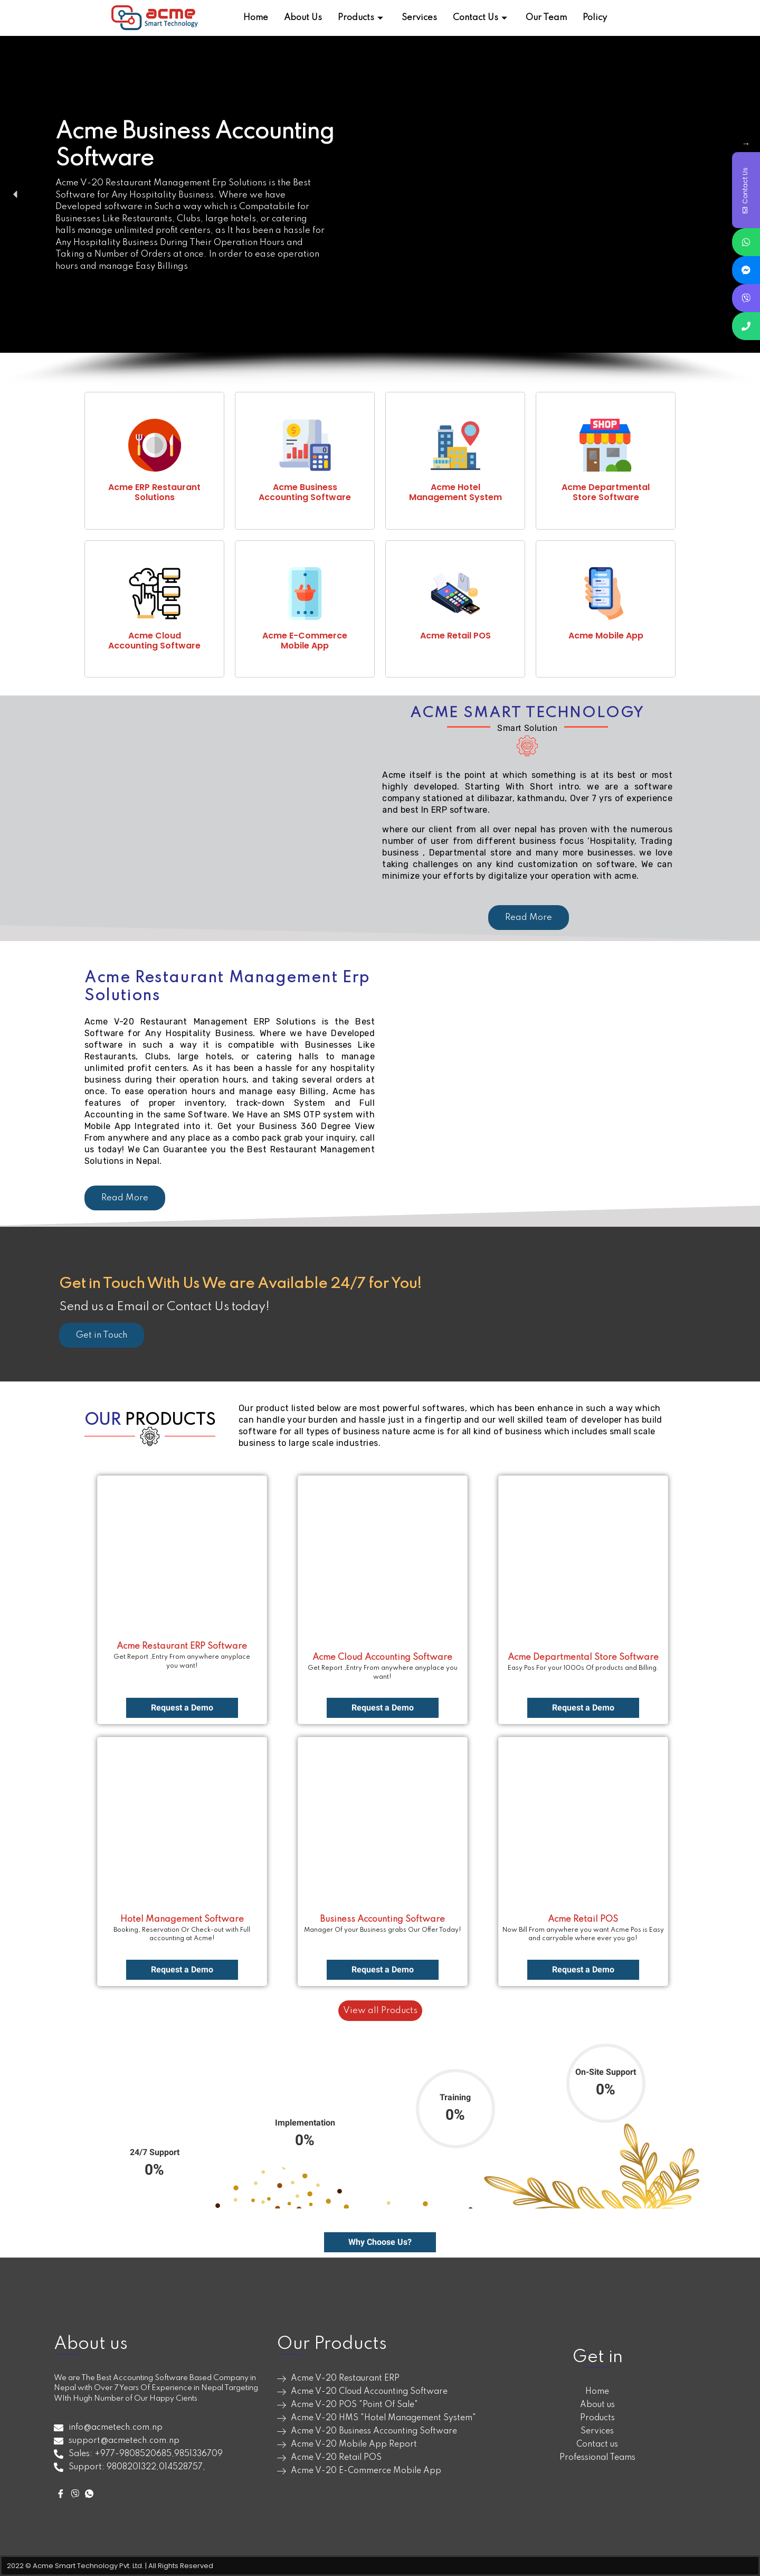 acme
Smart Technology
Home
About Us
Products
Services
Contact Us
Our Team
Policy
Acme Business Accounting
Software
Acme V-20 Restaurant Management Erp Solutions is the Best
Software for Any Hospitality Business. Where we have
Developed software in Such a way which is Compatabile for
Businesses Like Restaurants, Clubs, large hotels, or catering
halls manage unlimited profit centers, as It has been a hassle for
Any Hospitality Business During Their Operation Hours and
Taking a Number of Orders at once. In order to ease operation
hours and manage Easy Billings
→
Contact Us
Acme ERP Restaurant
Solutions
Acme Business
Accounting Software
Acme Hotel
Management System
SHOP
Acme Departmental
Store Software
Acme Cloud
Accounting Software
Acme E-Commerce
Mobile App
Acme Retail POS
Acme Mobile App
ACME SMART TECHNOLOGY
Smart Solution
Acme itself is the point at which something is at its best or most
highly developed. Starting With Short intro. we are a software
company stationed at dilibazar, kathmandu, Over 7 yrs of experience
and best In ERP software.
where our client from all over nepal has proven with the numerous
number of user from different business focus 'Hospitality, Trading
business , Departmental store and many more businesses. we love
taking challenges on any kind customization on software, We can
minimize your efforts by digitalize your operation with acme.
Read More
Acme Restaurant Management Erp
Solutions
Acme V-20 Restaurant Management ERP Solutions is the Best
Software for Any Hospitality Business. Where we have Developed
software in such a way it is compatible with Businesses Like
Restaurants, Clubs, large hotels, or catering halls to manage
unlimited profit centers. As it has been a hassle for any hospitality
business during their operation hours, and taking several orders at
once. To ease operation hours and manage easy Billing, Acme has
features of proper inventory, track-down System and Full
Accounting in the same Software. We Have an SMS OTP system with
Mobile App Integrated into it. Get your Business 360 Degree View
From anywhere and any place as a combo pack grab your inquiry, call
us today! We Can Guarantee you the Best Restaurant Management
Solutions in Nepal.
Read More
Get in Touch With Us We are Available 24/7 for You!
Send us a Email or Contact Us today!
Get in Touch
OUR PRODUCTS
Our product listed below are most powerful softwares, which has been enhance in such a way which
can handle your burden and hassle just in a fingertip and our well skilled team of developer has build
software for all types of business nature acme is for all kind of business which includes small scale
business to large scale industries.
Acme Restaurant ERP Software
Get Report ,Entry From anywhere anyplace
you want!
Request a Demo
Acme Cloud Accounting Software
Get Report ,Entry From anywhere anyplace you
want!
Request a Demo
Acme Departmental Store Software
Easy Pos For your 1000s Of products and Billing.
Request a Demo
Hotel Management Software
Booking, Reservation Or Check-out with Full
accounting at Acme!
Request a Demo
Business Accounting Software
Manager Of your Business grabs Our Offer Today!
Request a Demo
Acme Retail POS
Now Bill From anywhere you want Acme Pos is Easy
and carryable where ever you go!
Request a Demo
View all Products
24/7 Support
0%
Implementation
0%
Training
0%
On-Site Support
0%
Why Choose Us?
About us
We are The Best Accounting Software Based Company in
Nepal with Over 7 Years Of Experience in Nepal Targeting
WIth Hugh Number of Our Happy Cients
info@acmetech.com.np
support@acmetech.com.np
Sales: +977-9808520685,9851336709
Support: 9808201322,014528757,
Our Products
Acme V-20 Restaurant ERP
Acme V-20 Cloud Accounting Software
Acme V-20 POS "Point Of Sale"
Acme V-20 HMS "Hotel Management System"
Acme V-20 Business Accounting Software
Acme V-20 Mobile App Report
Acme V-20 Retail POS
Acme V-20 E-Commerce Mobile App
Get in
Home
About us
Products
Services
Contact us
Professional Teams
2022 © Acme Smart Technology Pvt. Ltd. | All Rights Reserved